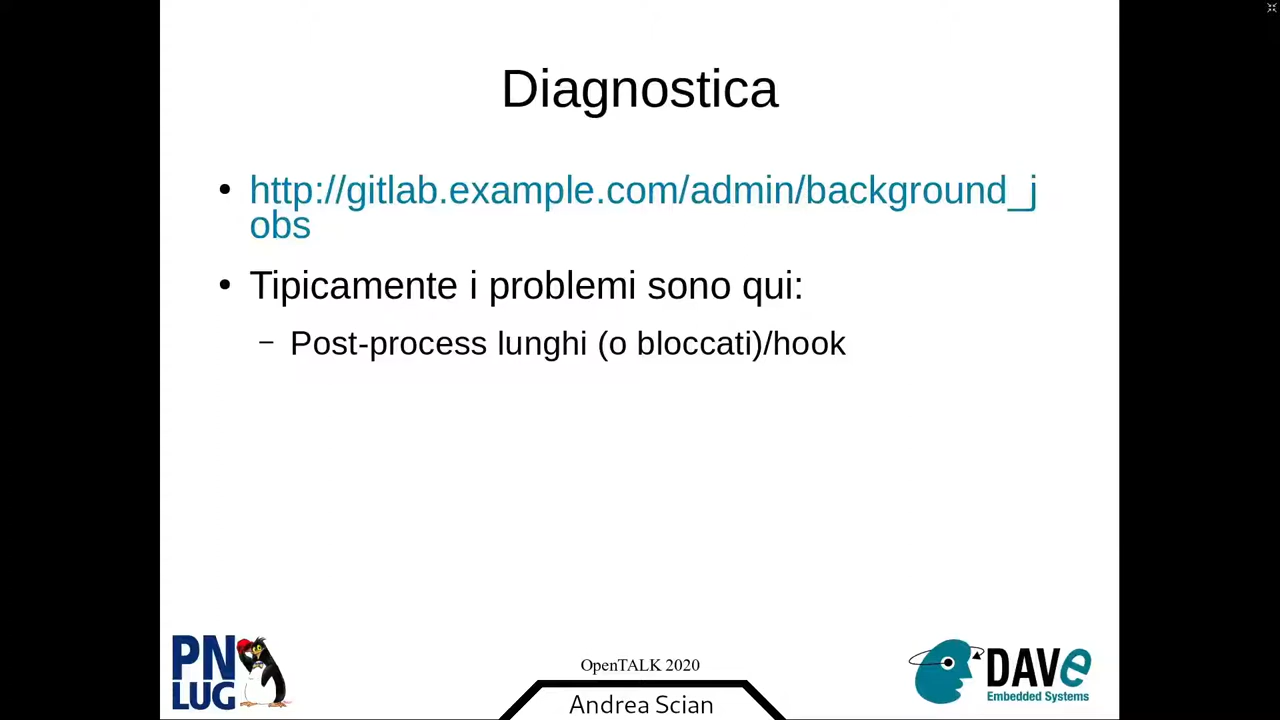 Diagnostica
http://gitlab.example.com/admin/background_j
obs
Tipicamente i problemi sono qui:
Post-process lunghi (o bloccati)/hook
PN
LUG
OpenTALK 2020
Andrea Scian
DAVe
Embedded Systems